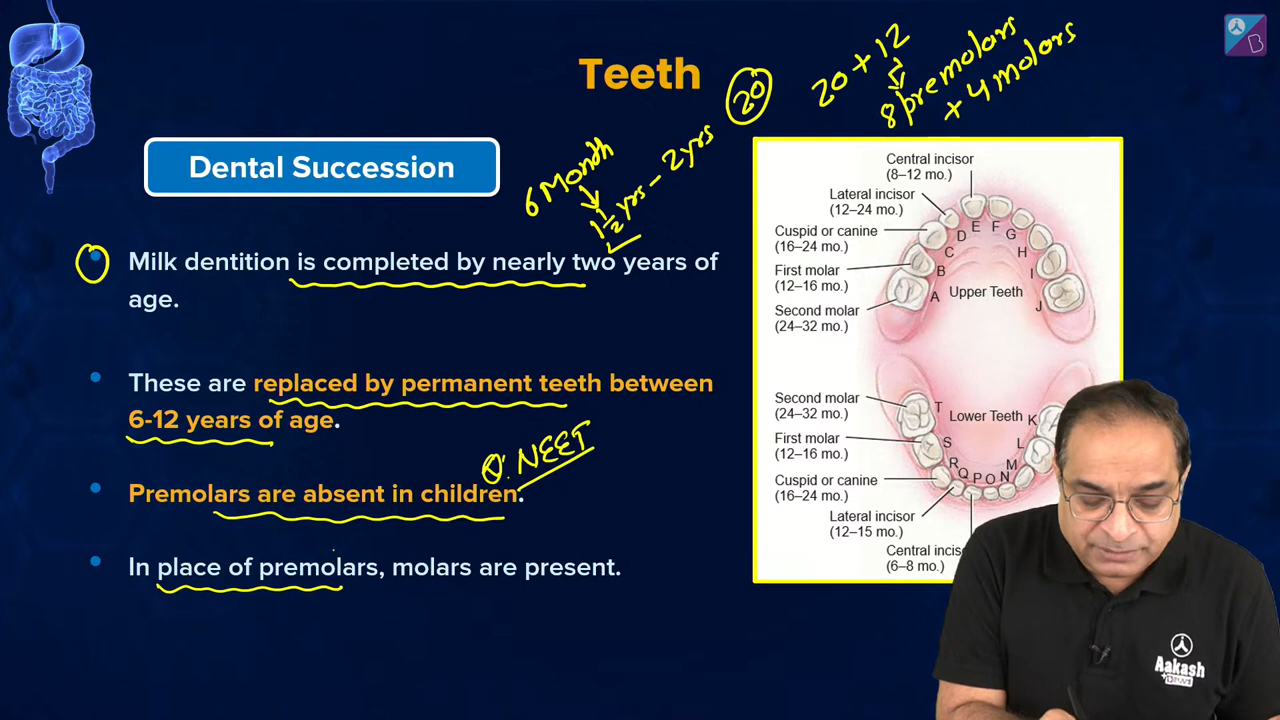 Teeth
20
20 + 12
8 premolars
+ 4 molars
Dental Succession
6 Month
1 1/2 yrs - 2 yrs
Milk dentition is completed by nearly two years of
age.
These are replaced by permanent teeth between
6-12 years of age.
Q. NEET
Premolars are absent in children.
In place of premolars, molars are present.
Central incisor
(8–12 mo.)
Lateral incisor
(12–24 mo.)
Cuspid or canine
(16–24 mo.)
First molar
(12–16 mo.)
Second molar
(24–32 mo.)
A
B
C
D
E
F
G
H
I
J
Upper Teeth
Second molar
(24–32 mo.)
First molar
(12–16 mo.)
Cuspid or canine
(16–24 mo.)
Lateral incisor
(12–15 mo.)
Central incis
(6–8 mo.)
T
S
R
Q
P
O
N
M
L
K
Lower Teeth
Aakash
B